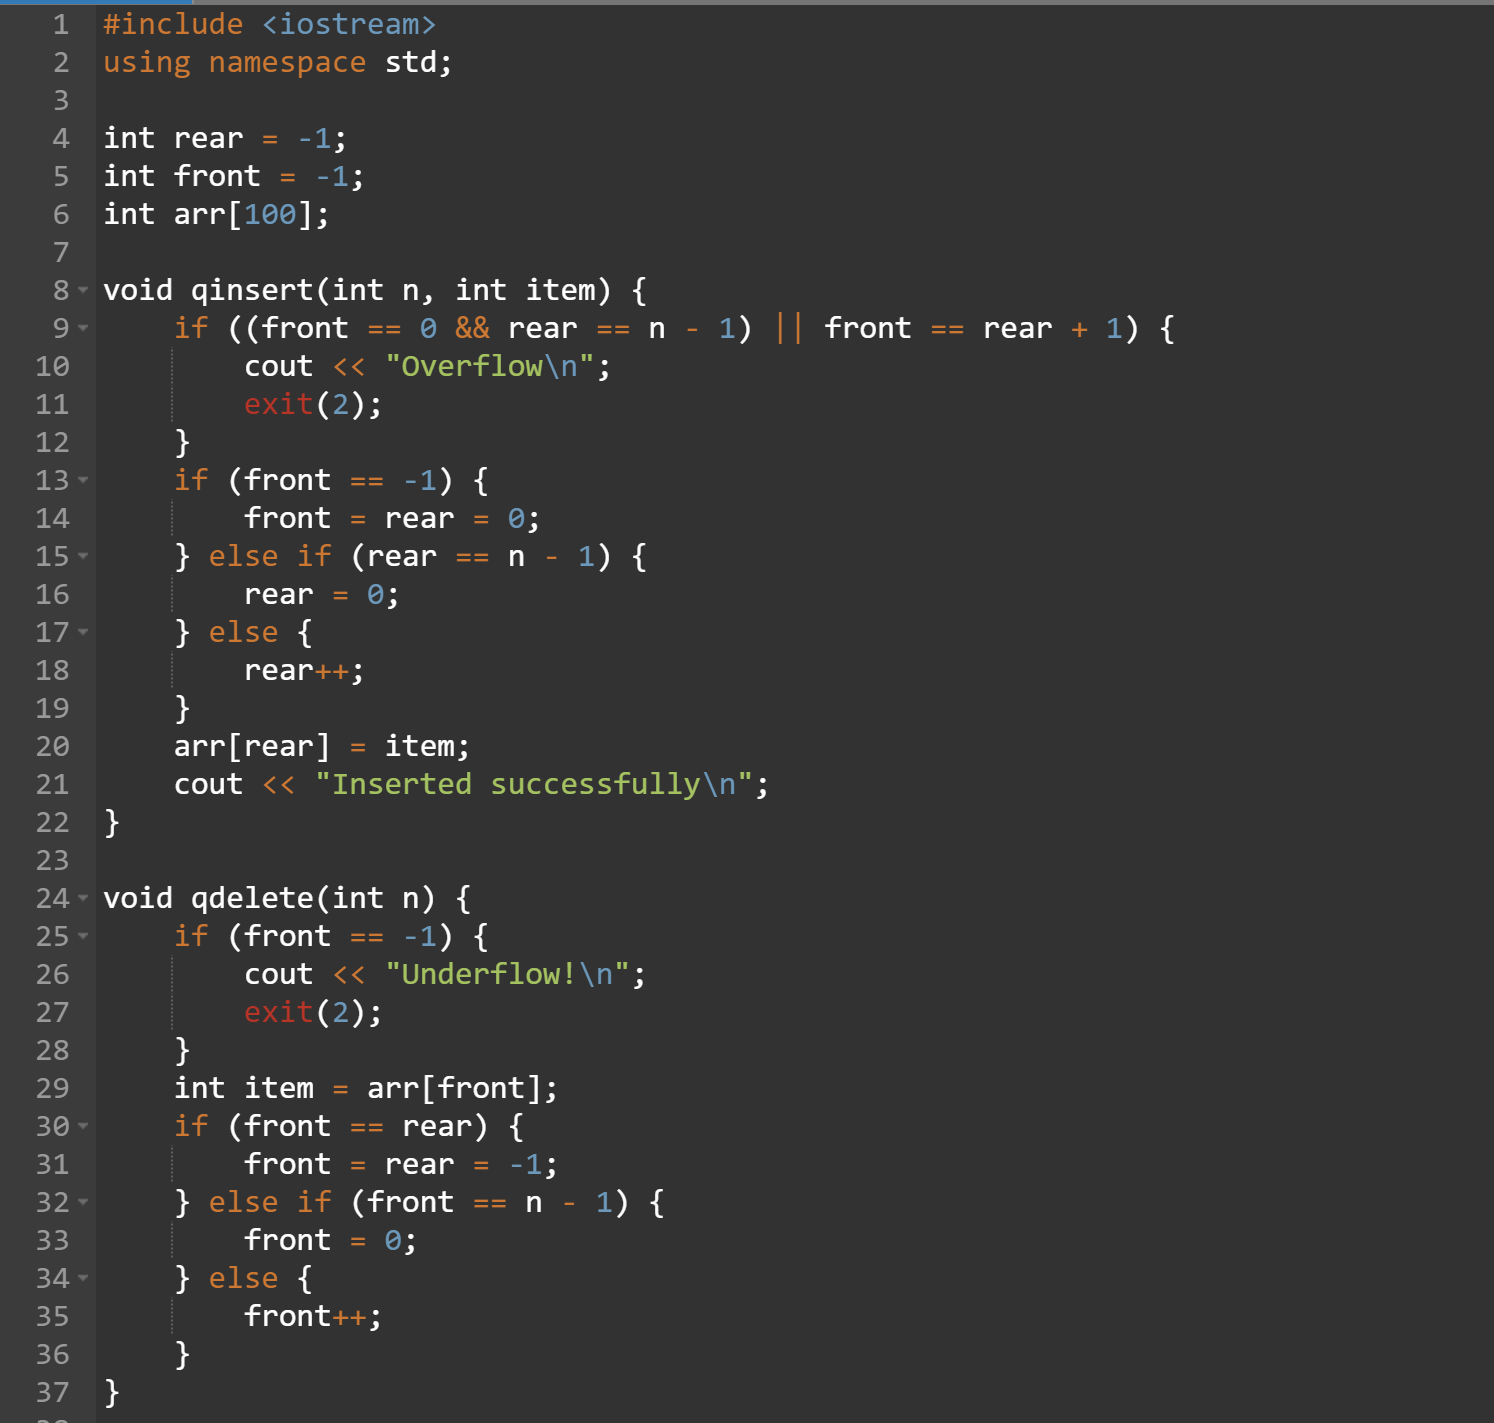 1 #include <iostream>
2 using namespace std;
3
4 int rear = -1;
5 int front = -1;
6 int arr[100];
7
8 void qinsert(int n, int item) {
9     if ((front == 0 && rear == n - 1) || front == rear + 1) {
10         cout << "Overflow\n";
11         exit(2);
12     }
13     if (front == -1) {
14         front = rear = 0;
15     } else if (rear == n - 1) {
16         rear = 0;
17     } else {
18         rear++;
19     }
20     arr[rear] = item;
21     cout << "Inserted successfully\n";
22 }
23
24 void qdelete(int n) {
25     if (front == -1) {
26         cout << "Underflow!\n";
27         exit(2);
28     }
29     int item = arr[front];
30     if (front == rear) {
31         front = rear = -1;
32     } else if (front == n - 1) {
33         front = 0;
34     } else {
35         front++;
36     }
37 }